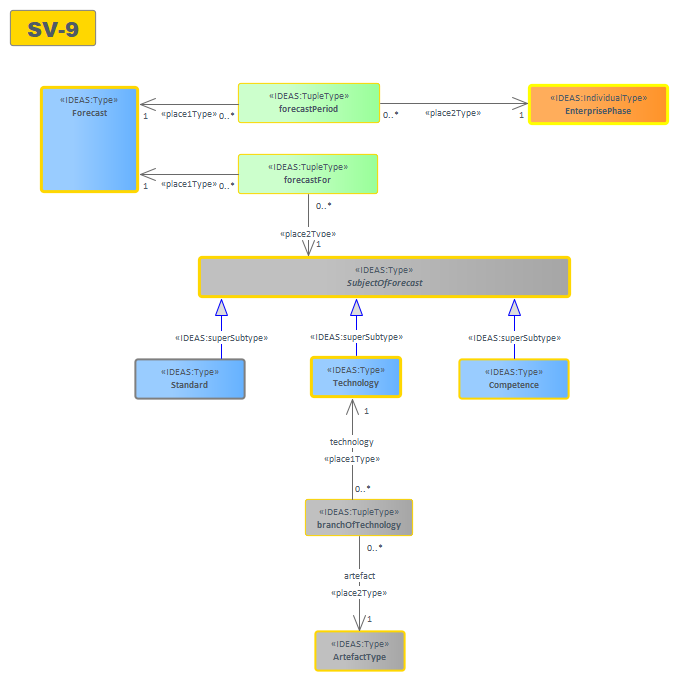 SV-9
«IDEAS:Type»
Forecast
«IDEAS:TupleType»
forecastPeriod
«IDEAS:IndividualType»
EnterprisePhase
1
«place1Type»
0..*
0..*
«place2Type»
1
«IDEAS:TupleType»
forecastFor
1
«place1Type»
0..*
0..*
«place2Type»
1
«IDEAS:Type»
SubjectOfForecast
«IDEAS:superSubtype»
«IDEAS:superSubtype»
«IDEAS:superSubtype»
«IDEAS:Type»
Standard
«IDEAS:Type»
Technology
«IDEAS:Type»
Competence
1
technology
«place1Type»
0..*
«IDEAS:TupleType»
branchOfTechnology
0..*
artefact
«place2Type»
1
«IDEAS:Type»
ArtefactType